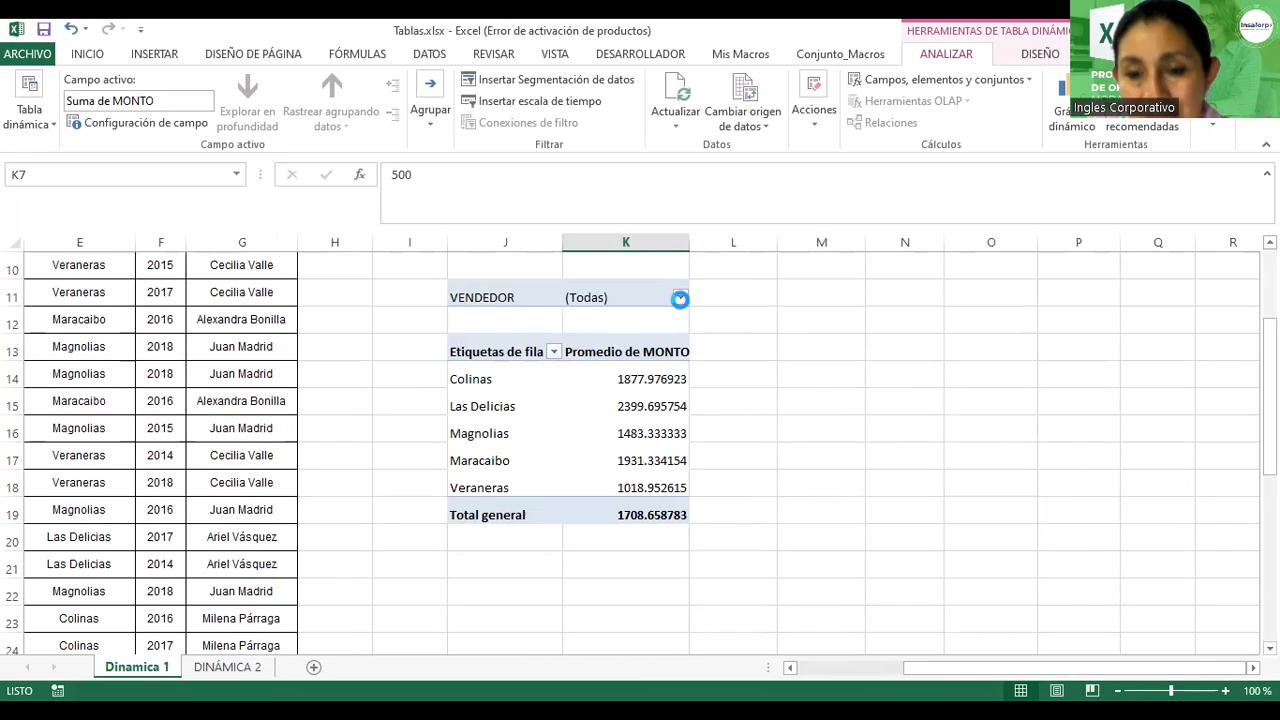 Tablas.xlsx - Excel (Error de activación de productos)
HERRAMIENTAS DE TABLA DINÁMI
ARCHIVO INICIO INSERTAR DISEÑO DE PÁGINA FÓRMULAS DATOS REVISAR VISTA DESARROLLADOR Mis Macros Conjunto_Macros ANALIZAR DISEÑO
Tabla dinámica
Campo activo:
Suma de MONTO
Configuración de campo
Explorar en profundidad
Rastrear agrupando datos
Campo activo
Agrupar
Insertar Segmentación de datos
Insertar escala de tiempo
Conexiones de filtro
Filtrar
Actualizar
Cambiar origen de datos
Datos
Acciones
Campos, elementos y conjuntos
Herramientas OLAP
Relaciones
Cálculos
dinámico
recomendadas
Herramientas
Insaforp
Ingles Corporativo
K7
fx
500
E F G H I J K L M N O P Q R
10 Veraneras 2015 Cecilia Valle
11 Veraneras 2017 Cecilia Valle VENDEDOR (Todas)
12 Maracaibo 2016 Alexandra Bonilla
13 Magnolias 2018 Juan Madrid Etiquetas de fila Promedio de MONTO
14 Magnolias 2018 Juan Madrid Colinas 1877.976923
15 Maracaibo 2016 Alexandra Bonilla Las Delicias 2399.695754
16 Magnolias 2015 Juan Madrid Magnolias 1483.333333
17 Veraneras 2014 Cecilia Valle Maracaibo 1931.334154
18 Veraneras 2018 Cecilia Valle Veraneras 1018.952615
19 Magnolias 2016 Juan Madrid Total general 1708.658783
20 Las Delicias 2017 Ariel Vásquez
21 Las Delicias 2014 Ariel Vásquez
22 Magnolias 2018 Juan Madrid
23 Colinas 2016 Milena Párraga
24 Colinas 2017 Milena Párraga
Dinamica 1 DINÁMICA 2
LISTO
100 %